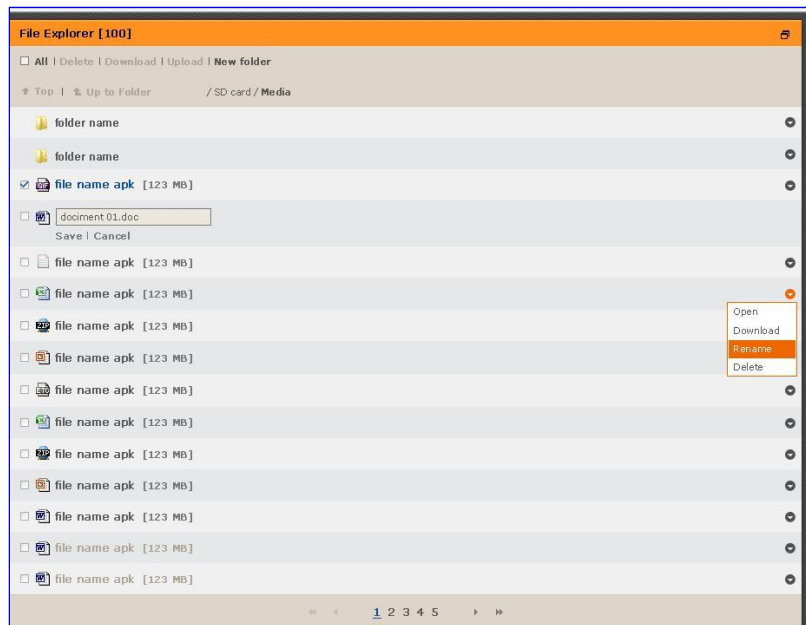 File Explorer [100]
All | Delete | Download | Upload | New folder
Top | Up to Folder / SD card / Media
folder name
folder name
file name apk [123 MB]
dociment 01.doc
Save | Cancel
file name apk [123 MB]
file name apk [123 MB]
Open
file name apk [123 MB]
Download
Rename
file name apk [123 MB]
Delete
file name apk [123 MB]
file name apk [123 MB]
file name apk [123 MB]
file name apk [123 MB]
file name apk [123 MB]
file name apk [123 MB]
file name apk [123 MB]
1 2 3 4 5